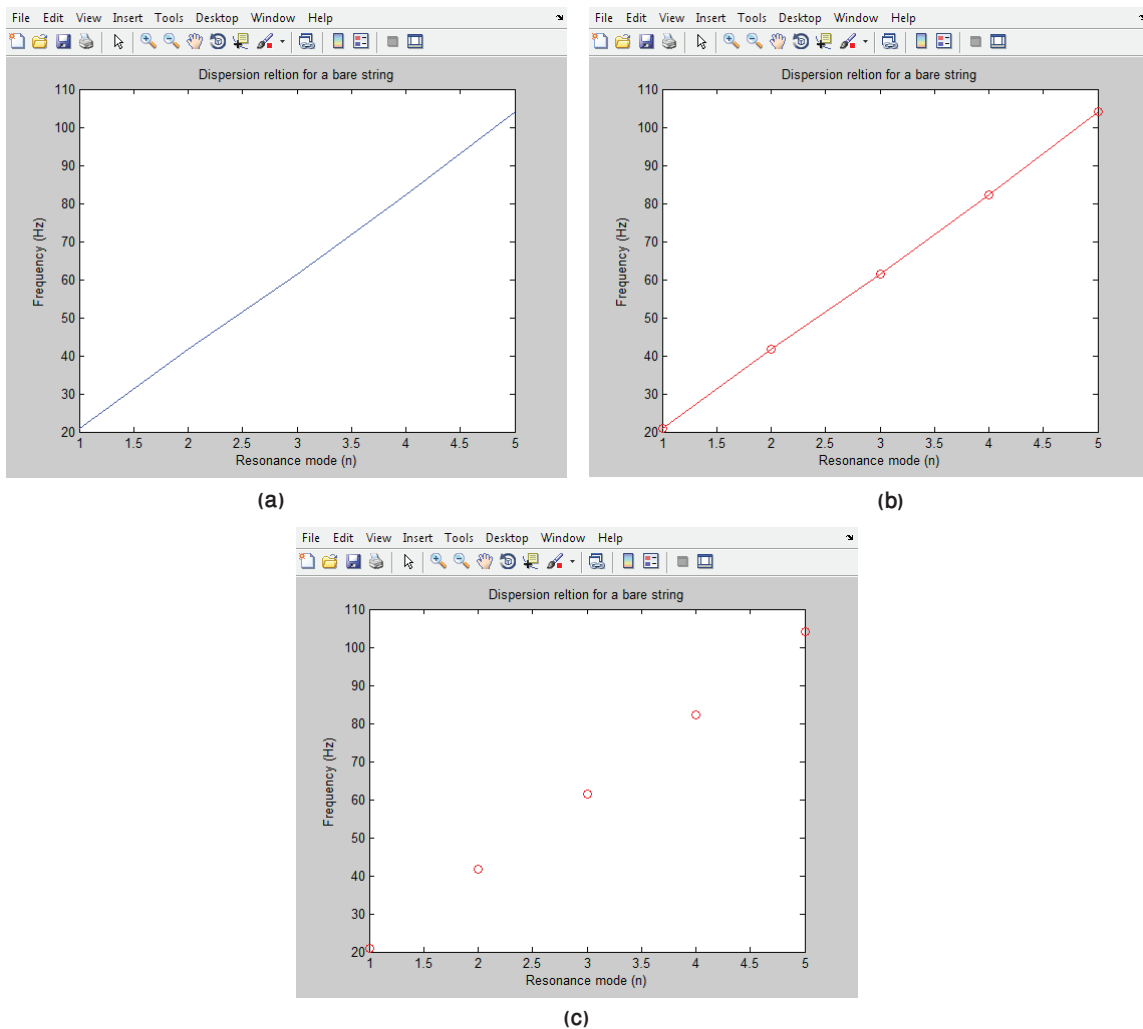 File Edit View Insert Tools Desktop Window Help
Dispersion reltion for a bare string
110
100
90
80
70
60
50
40
30
20
Frequency (Hz)
1 1.5 2 2.5 3 3.5 4 4.5 5
Resonance mode (n)
(a)
File Edit View Insert Tools Desktop Window Help
Dispersion reltion for a bare string
110
100
90
80
70
60
50
40
30
20
Frequency (Hz)
1 1.5 2 2.5 3 3.5 4 4.5 5
Resonance mode (n)
(b)
File Edit View Insert Tools Desktop Window Help
Dispersion reltion for a bare string
110
100
90
80
70
60
50
40
30
20
Frequency (Hz)
1 1.5 2 2.5 3 3.5 4 4.5 5
Resonance mode (n)
(c)